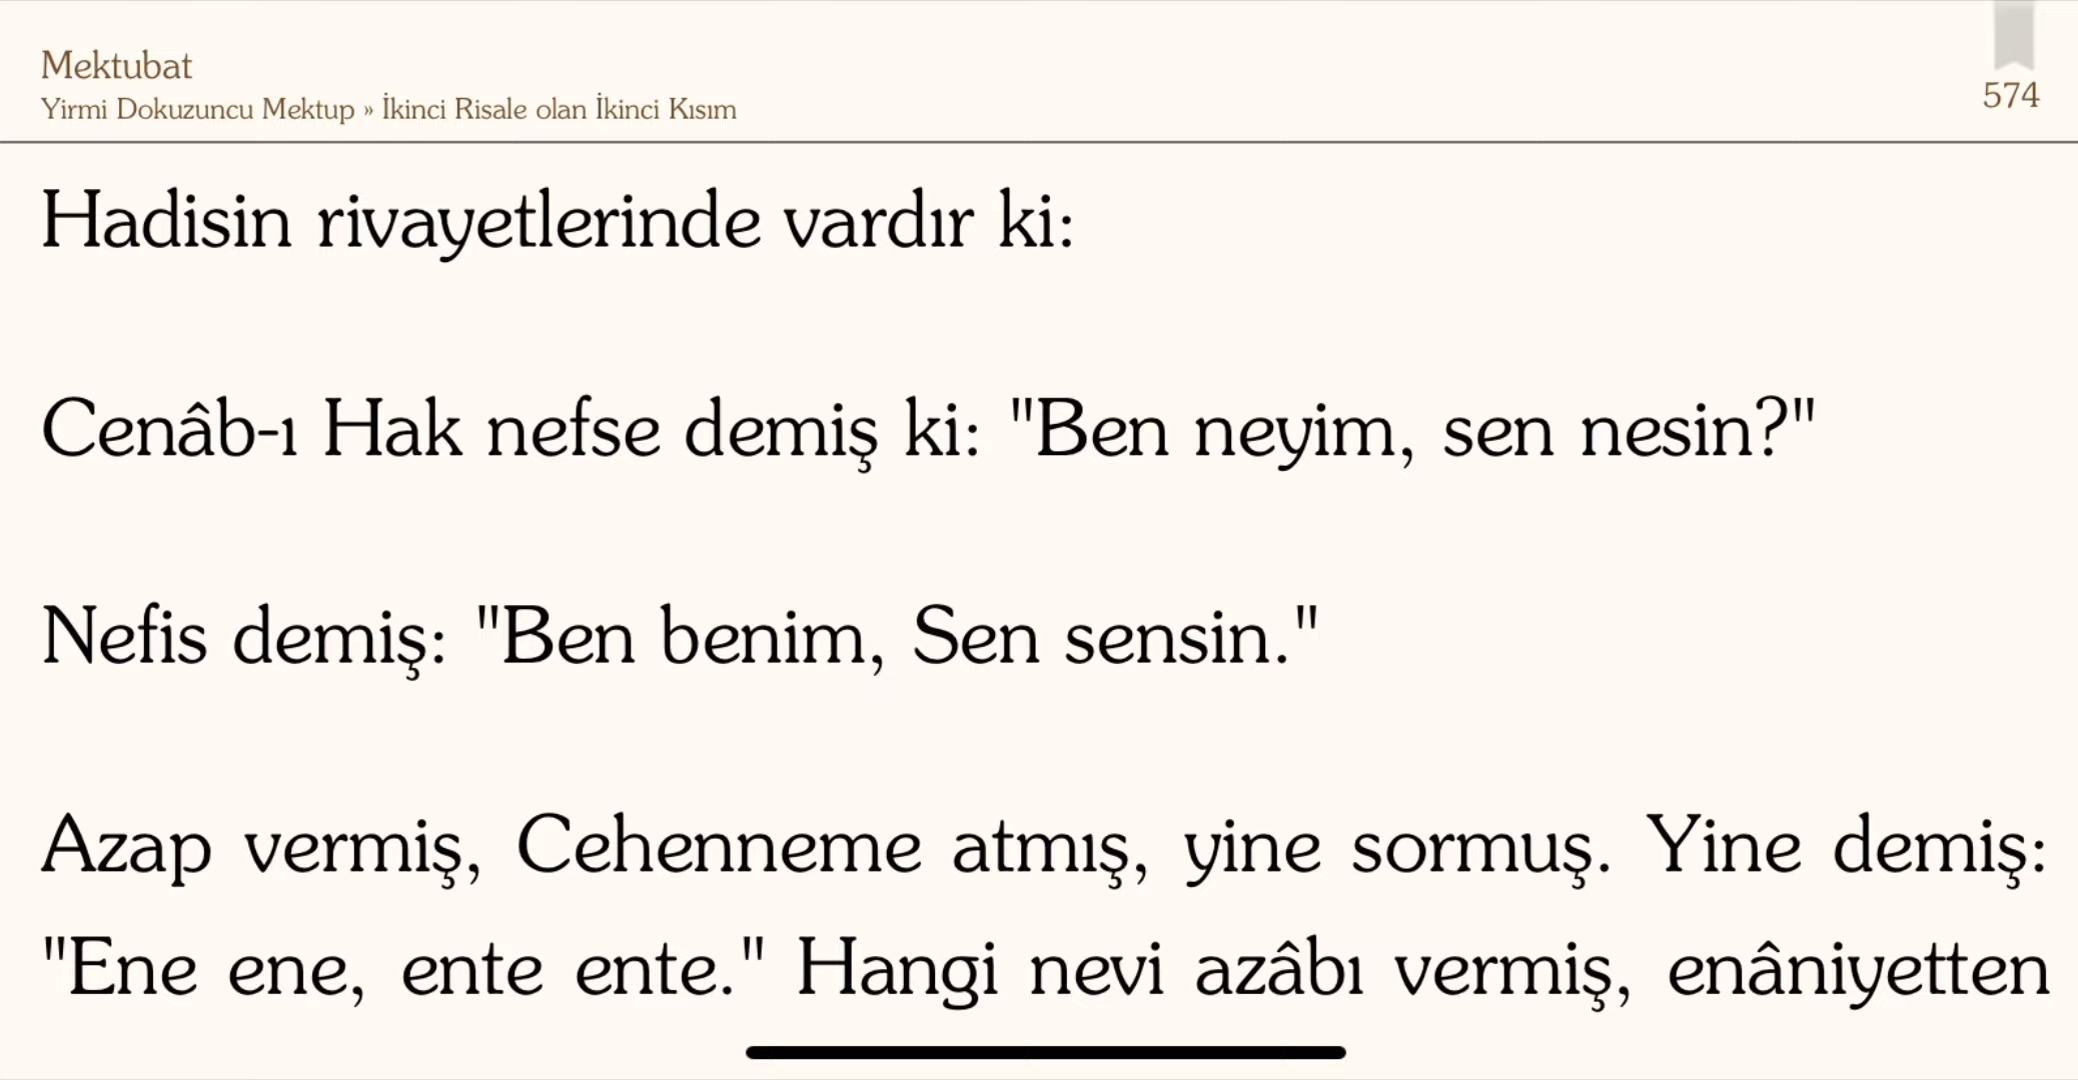 Mektubat
Yirmi Dokuzuncu Mektup » İkinci Risale olan İkinci Kısım
574
Hadisin rivayetlerinde vardır ki:
Cenâb-ı Hak nefse demiş ki: "Ben neyim, sen nesin?"
Nefis demiş: "Ben benim, Sen sensin."
Azap vermiş, Cehenneme atmış, yine sormuş. Yine demiş:
"Ene ene, ente ente." Hangi nevi azâbı vermiş, enâniyetten